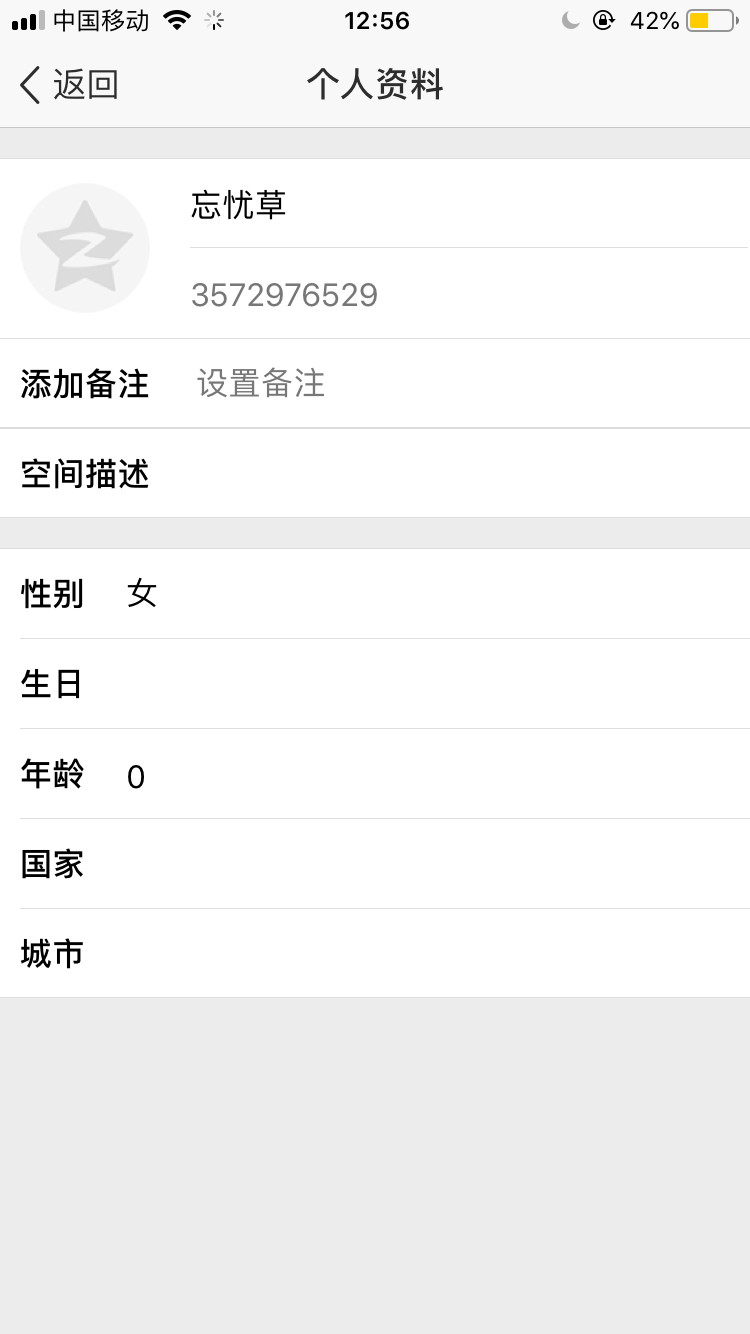 中国移动 12:56 42%
返回 个人资料
忘忧草
3572976529
添加备注 设置备注
空间描述
性别 女
生日
年龄 0
国家
城市